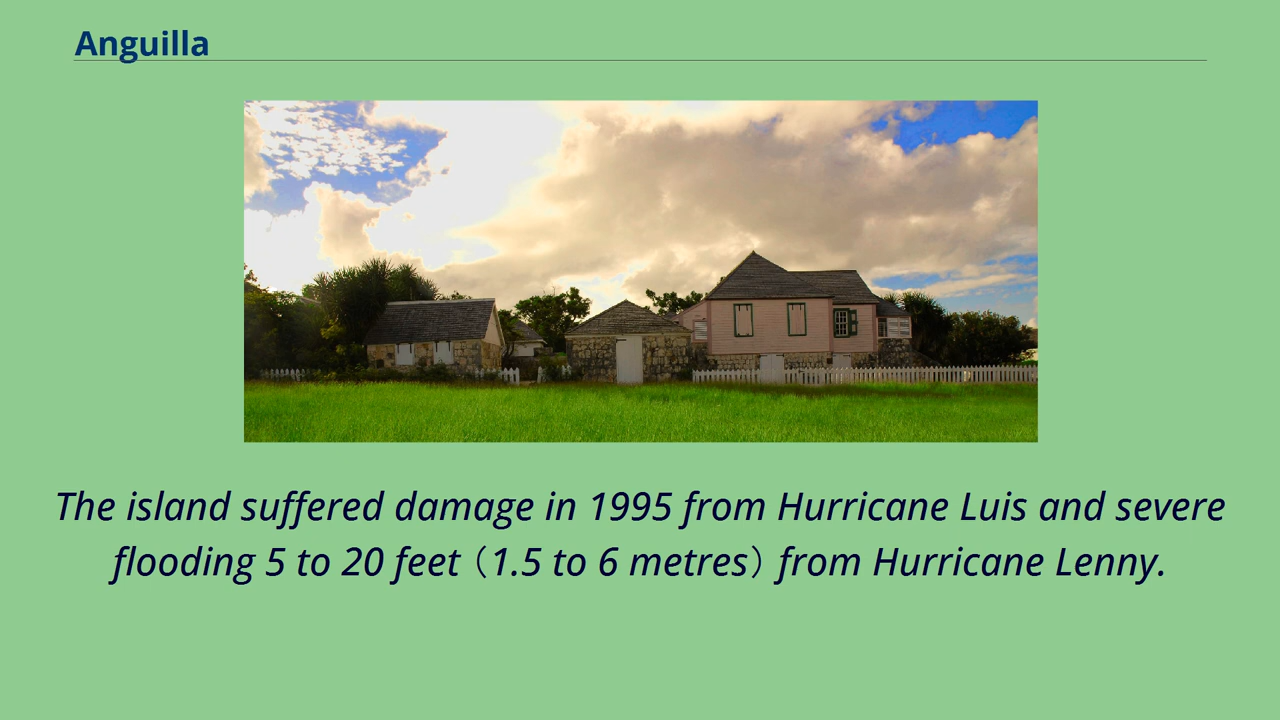 Anguilla
The island suffered damage in 1995 from Hurricane Luis and severe
flooding 5 to 20 feet（1.5 to 6 metres）from Hurricane Lenny.